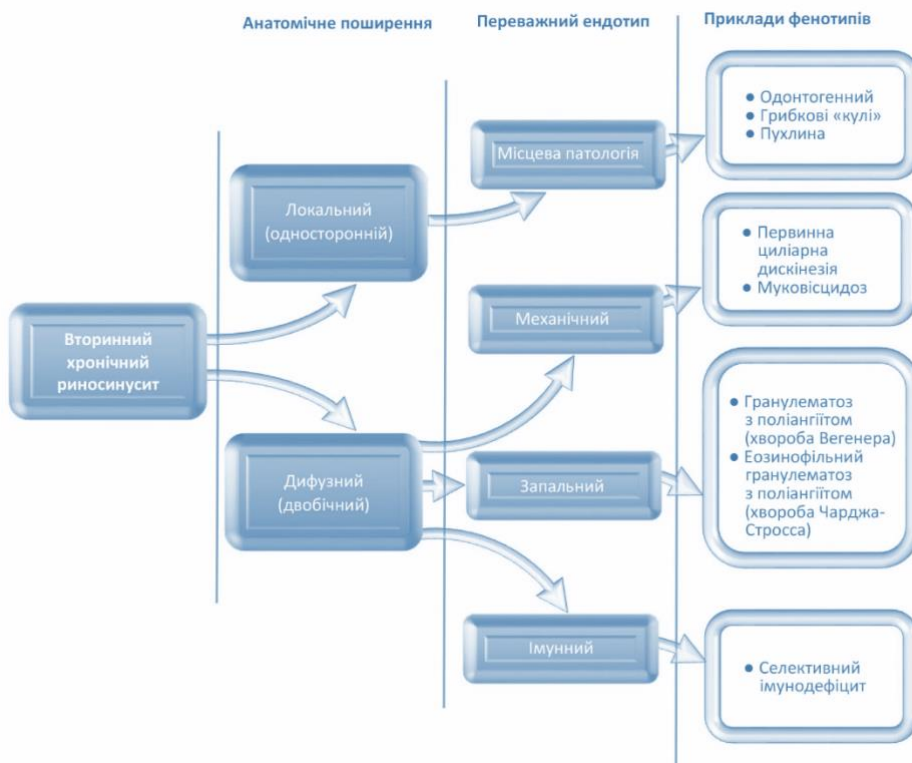 Анатомічне поширення
Переважний ендотип
Приклади фенотипів
Вторинний
хронічний
риносинусит
Локальний
(односторонній)
Дифузний
(двобічний)
Місцева патологія
Механічний
Запальний
Імунний
● Одонтогенний
● Грибкові «кулі»
● Пухлина
● Первинна
циліарна
дискінезія
● Муковісцидоз
● Гранулематоз
з поліангіїтом
(хвороба Вегенера)
● Еозинофільний
гранулематоз
з поліангіїтом
(хвороба Чарджа-
Стросса)
● Селективний
імунодефіцит